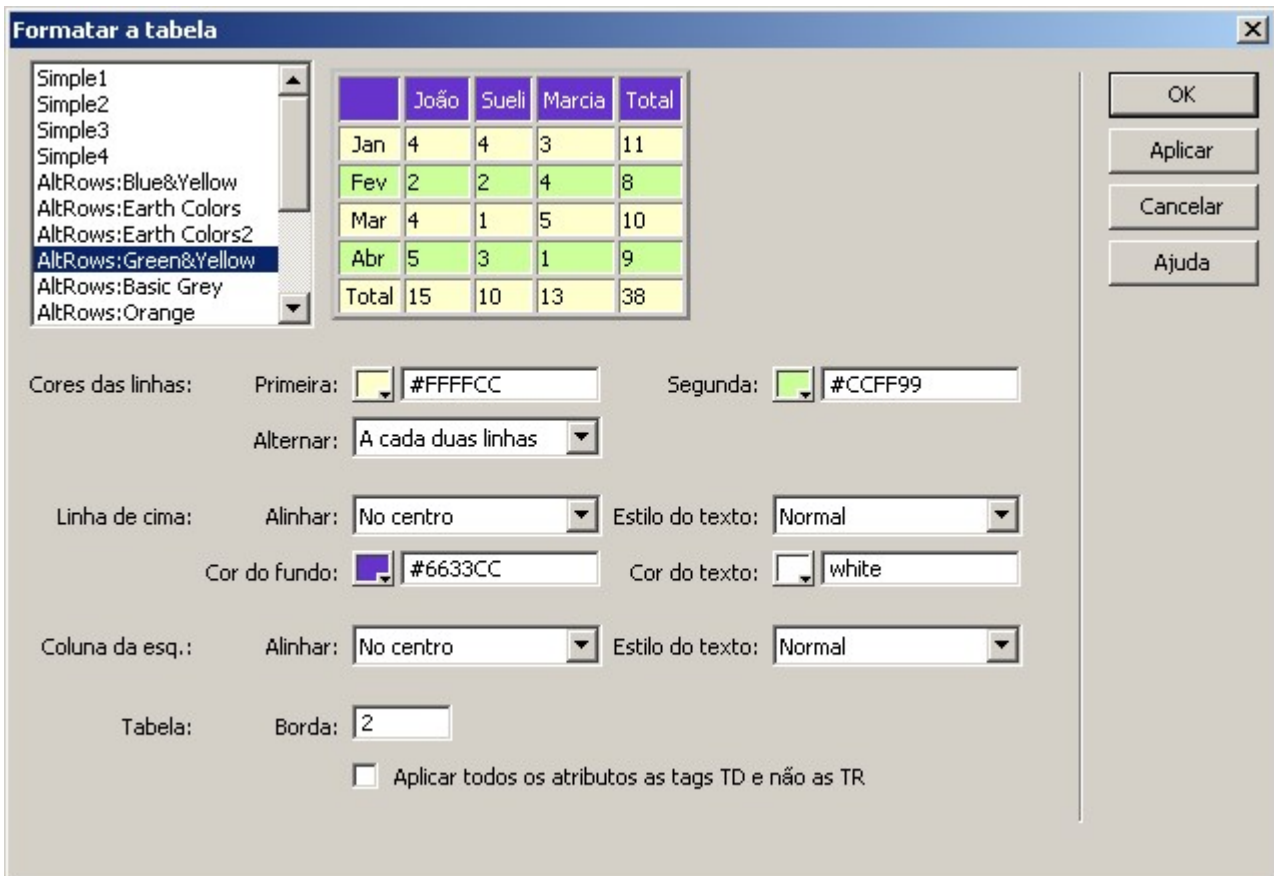 Formatar a tabela
Simple1
Simple2
Simple3
Simple4
AltRows:Blue&Yellow
AltRows:Earth Colors
AltRows:Earth Colors2
AltRows:Green&Yellow
AltRows:Basic Grey
AltRows:Orange
João Sueli Marcia Total
Jan 4 4 3 11
Fev 2 2 4 8
Mar 4 1 5 10
Abr 5 3 1 9
Total 15 10 13 38
OK
Aplicar
Cancelar
Ajuda
Cores das linhas: Primeira: #FFFFCC Segunda: #CCFF99
Alternar: A cada duas linhas
Linha de cima: Alinhar: No centro Estilo do texto: Normal
Cor do fundo: #6633CC Cor do texto: white
Coluna da esq.: Alinhar: No centro Estilo do texto: Normal
Tabela: Borda: 2
Aplicar todos os atributos as tags TD e não as TR